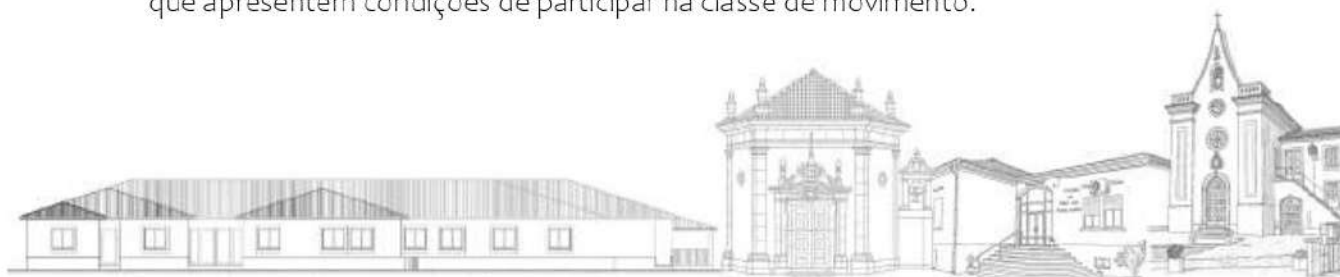 que apresentem condições de participar na classe de movimento.